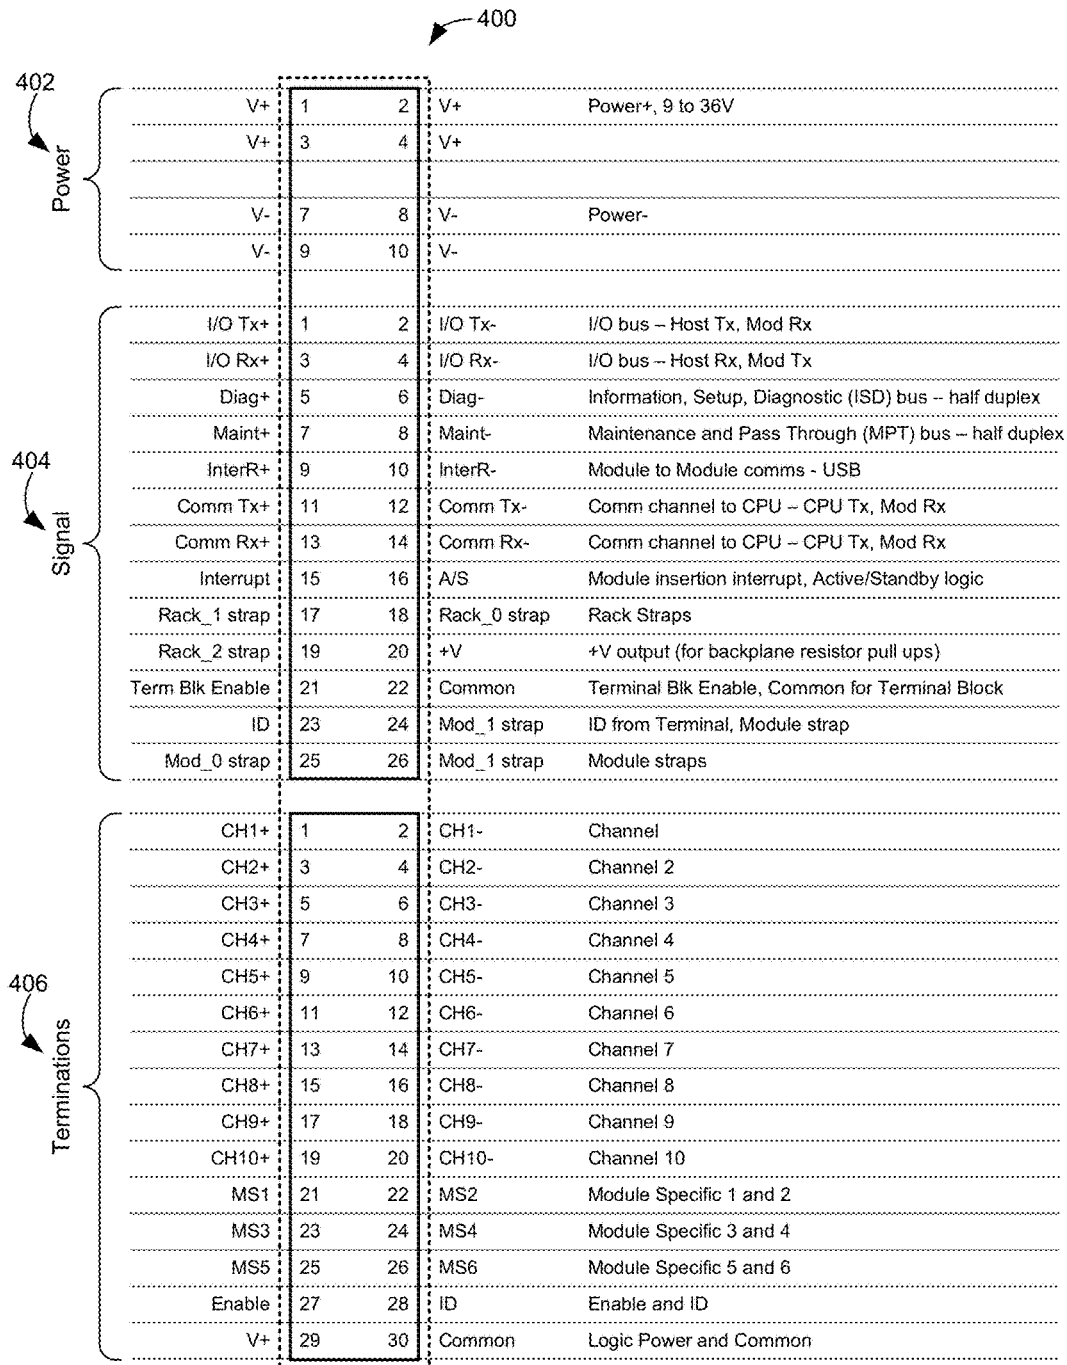 400
402
Power
V+ 1 2 V+ Power+, 9 to 36V
V+ 3 4 V+
V- 7 8 V- Power-
V- 9 10 V-
404
Signal
I/O Tx+ 1 2 I/O Tx- I/O bus – Host Tx, Mod Rx
I/O Rx+ 3 4 I/O Rx- I/O bus – Host Rx, Mod Tx
Diag+ 5 6 Diag- Information, Setup, Diagnostic (ISD) bus – half duplex
Maint+ 7 8 Maint- Maintenance and Pass Through (MPT) bus – half duplex
InterR+ 9 10 InterR- Module to Module comms - USB
Comm Tx+ 11 12 Comm Tx- Comm channel to CPU – CPU Tx, Mod Rx
Comm Rx+ 13 14 Comm Rx- Comm channel to CPU – CPU Tx, Mod Rx
Interrupt 15 16 A/S Module insertion interrupt, Active/Standby logic
Rack_1 strap 17 18 Rack_0 strap Rack Straps
Rack_2 strap 19 20 +V +V output (for backplane resistor pull ups)
Term Blk Enable 21 22 Common Terminal Blk Enable, Common for Terminal Block
ID 23 24 Mod_1 strap ID from Terminal, Module strap
Mod_0 strap 25 26 Mod_1 strap Module straps
406
Terminations
CH1+ 1 2 CH1- Channel
CH2+ 3 4 CH2- Channel 2
CH3+ 5 6 CH3- Channel 3
CH4+ 7 8 CH4- Channel 4
CH5+ 9 10 CH5- Channel 5
CH6+ 11 12 CH6- Channel 6
CH7+ 13 14 CH7- Channel 7
CH8+ 15 16 CH8- Channel 8
CH9+ 17 18 CH9- Channel 9
CH10+ 19 20 CH10- Channel 10
MS1 21 22 MS2 Module Specific 1 and 2
MS3 23 24 MS4 Module Specific 3 and 4
MS5 25 26 MS6 Module Specific 5 and 6
Enable 27 28 ID Enable and ID
V+ 29 30 Common Logic Power and Common